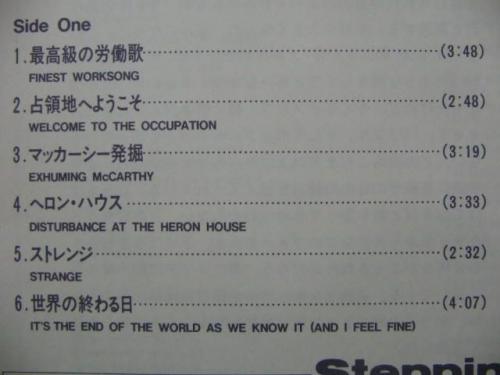 Side One
1.最高級の労働歌……(3:48)
FINEST WORKSONG
2.占領地へようこそ……(2:48)
WELCOME TO THE OCCUPATION
3.マッカーシー発掘……(3:19)
EXHUMING McCARTHY
4.ヘロン・ハウス……(3:33)
DISTURBANCE AT THE HERON HOUSE
5.ストレンジ……(2:32)
STRANGE
6.世界の終わる日……(4:07)
IT'S THE END OF THE WORLD AS WE KNOW IT (AND I FEEL FINE)